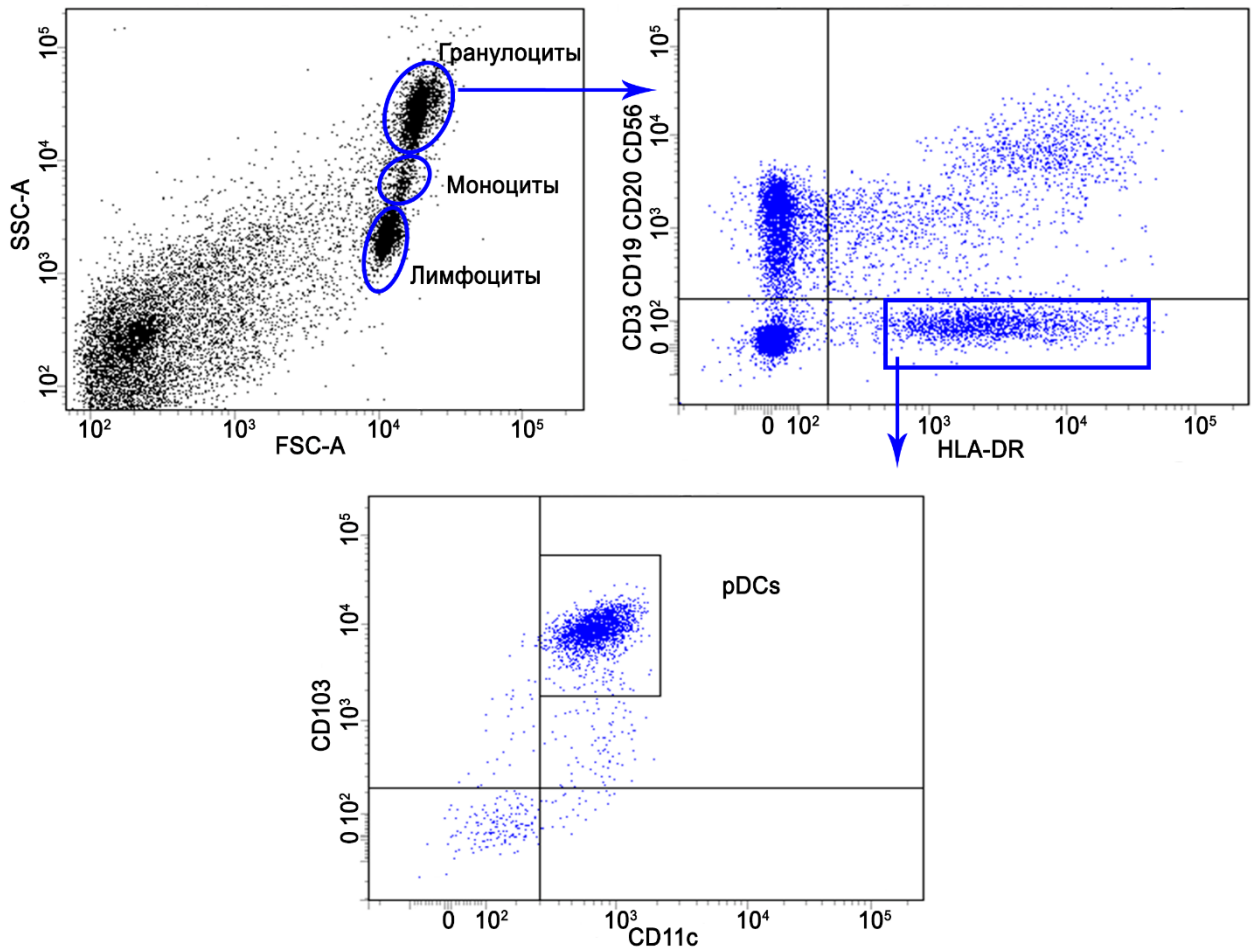 Гранулоциты
Моноциты
Лимфоциты
SSC-A
10⁵
10⁴
10³
10²
10² 10³ 10⁴ 10⁵
FSC-A
CD3 CD19 CD20 CD56
10⁵
10⁴
10³
10²
0
0 10² 10³ 10⁴ 10⁵
HLA-DR
pDCs
CD103
10⁵
10⁴
10³
0 10²
0 10² 10³ 10⁴ 10⁵
CD11c